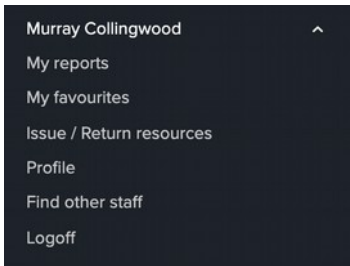 Murray Collingwood
My reports
My favourites
Issue / Return resources
Profile
Find other staff
Logoff